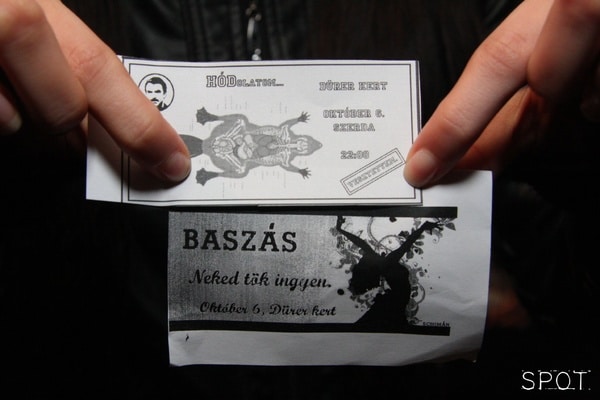 HÓDolatom...
DÜRER KERT
OKTÓBER 6.
SZERDA
22:00
BASZÁS
Neked tök ingyen.
Október 6, Dürer kert
SPOT